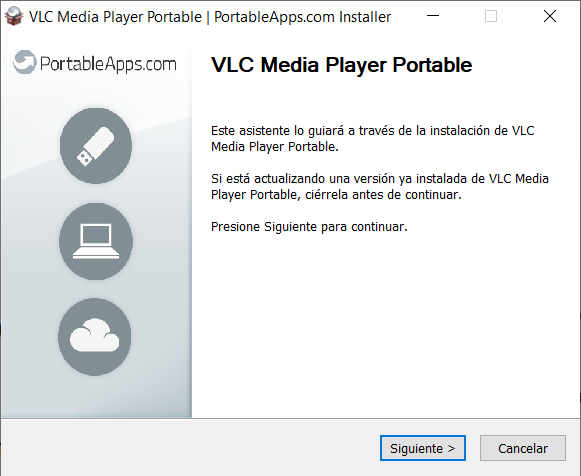 VLC Media Player Portable | PortableApps.com Installer
PortableApps.com
VLC Media Player Portable
Este asistente lo guiará a través de la instalación de VLC
Media Player Portable.
Si está actualizando una versión ya instalada de VLC Media
Player Portable, ciérrela antes de continuar.
Presione Siguiente para continuar.
Siguiente >
Cancelar